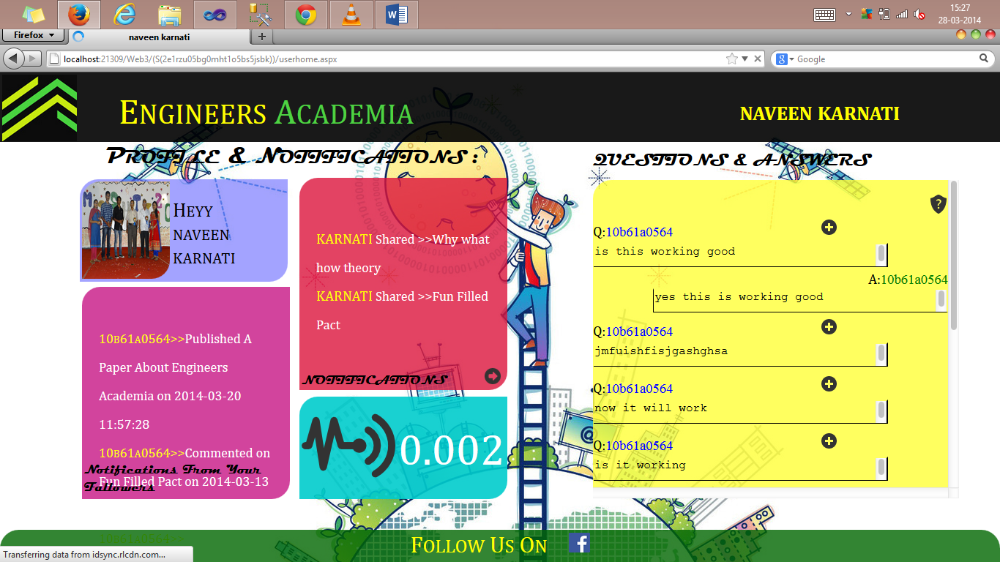 15:27
28-03-2014
Firefox
naveen karnati
localhost:21309/Web3/(S(2e1rzu05bg0mht1o5bs5jsbk))/userhome.aspx
Google
ENGINEERS ACADEMIA
NAVEEN KARNATI
PROFILE & NOTIFICATIONS :
QUESTIONS & ANSWERS
HEYY
NAVEEN
KARNATI
10B61A0564>>Published A
Paper About Engineers
Academia on 2014-03-20
11:57:28
10B61A0564>>Commented on
Fun Filled Pact on 2014-03-13
Notifications From Your
Fallowers
KARNATI Shared >>Why what
how theory
KARNATI Shared >>Fun Filled
Pact
NOTIFICATIONS
0.002
Q:10b61a0564
is this working good
A:10b61a0564
yes this is working good
Q:10b61a0564
jmfuishfisjgashghsa
Q:10b61a0564
now it will work
Q:10b61a0564
is it working
FOLLOW US ON
Transferring data from idsync.rlcdn.com...